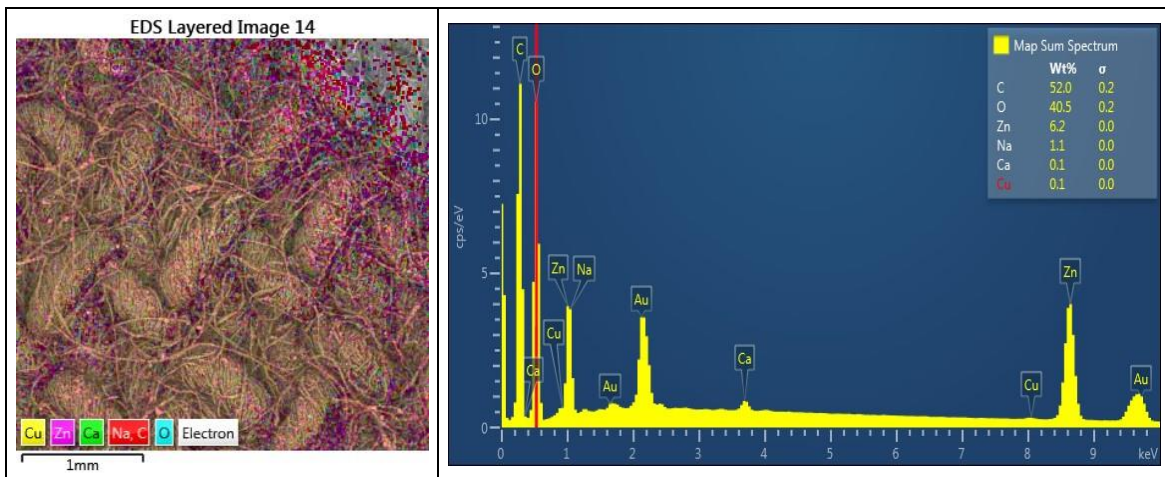 EDS Layered Image 14
Cu Zn Ca Na, C O Electron
1mm
Map Sum Spectrum
Wt% σ
C 52.0 0.2
O 40.5 0.2
Zn 6.2 0.0
Na 1.1 0.0
Ca 0.1 0.0
Cu 0.1 0.0
C
O
Zn
Na
Cu
Ca
Au
Au
Ca
Cu
Zn
Au
cps/eV
10
5
0
0 1 2 3 4 5 6 7 8 9 keV